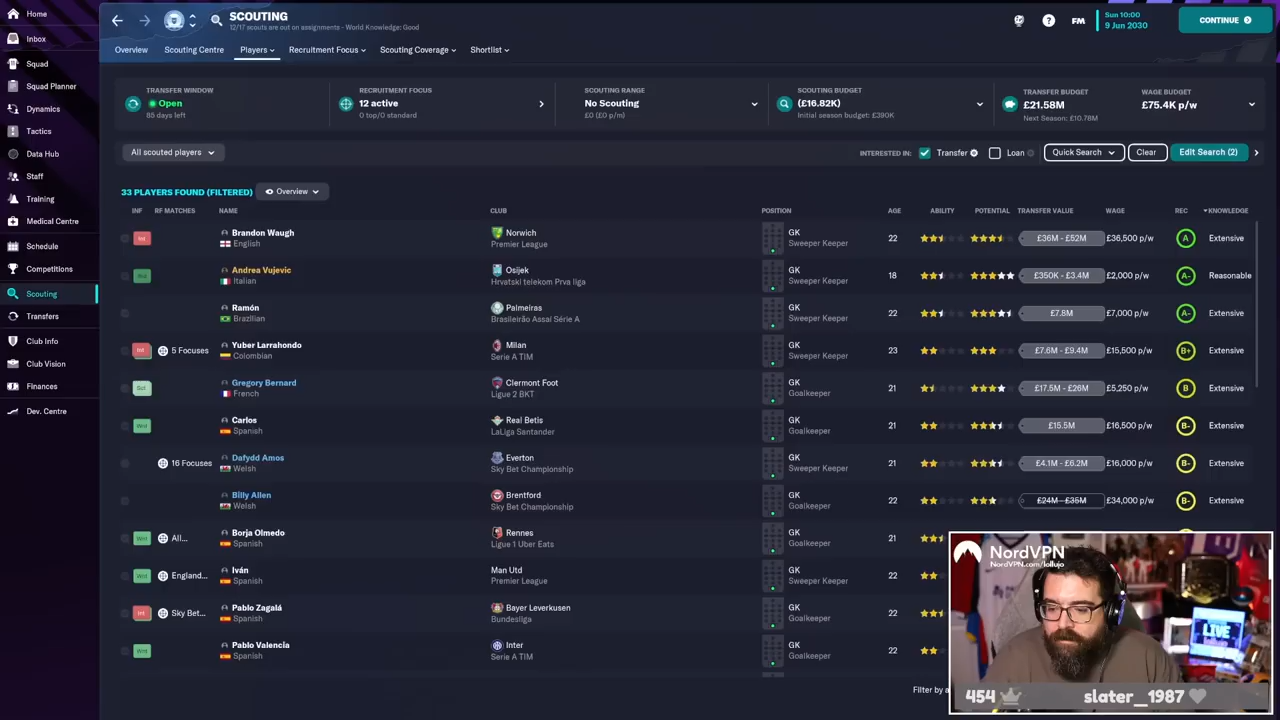 Home
Inbox
Squad
Squad Planner
Dynamics
Tactics
Data Hub
Staff
Training
Medical Centre
Schedule
Competitions
Scouting
Transfers
Club Info
Club Vision
Finances
Dev. Centre
SCOUTING
12/17 scouts are out on assignments - World Knowledge: Good
FM
Sun 10:00
9 Jun 2030
CONTINUE
Overview
Scouting Centre
Players
Recruitment Focus
Scouting Coverage
Shortlist
TRANSFER WINDOW
Open
85 days left
RECRUITMENT FOCUS
12 active
0 top/0 standard
SCOUTING RANGE
No Scouting
£0 (£0 p/m)
SCOUTING BUDGET
(£16.82K)
Initial season budget: £390K
TRANSFER BUDGET
£21.58M
Next Season: £10.78M
WAGE BUDGET
£75.4K p/w
All scouted players
INTERESTED IN:
Transfer
Loan
Quick Search
Clear
Edit Search (2)
33 PLAYERS FOUND (FILTERED)
Overview
INF RF MATCHES NAME CLUB POSITION AGE ABILITY POTENTIAL TRANSFER VALUE WAGE REC KNOWLEDGE
Int Brandon Waugh Norwich GK 22 £36M - £52M £36,500 p/w A Extensive
English Premier League Sweeper Keeper
Andrea Vujevic Osijek GK 18 £350K - £3.4M £2,000 p/w A- Reasonable
Italian Hrvatski telekom Prva liga Sweeper Keeper
Ramón Palmeiras GK 22 £7.8M £7,000 p/w A- Extensive
Brazilian Brasileirão Assaí Série A Sweeper Keeper
Int 5 Focuses Yuber Larrahondo Milan GK 23 £7.6M - £9.4M £15,500 p/w B+ Extensive
Colombian Serie A TIM Sweeper Keeper
Gregory Bernard Clermont Foot GK 21 £17.5M - £26M £5,250 p/w B Extensive
French Ligue 2 BKT Goalkeeper
Carlos Real Betis GK 21 £15.5M £16,500 p/w B- Extensive
Spanish LaLiga Santander Goalkeeper
16 Focuses Dafydd Amos Everton GK 21 £4.1M - £6.2M £16,000 p/w B- Extensive
Welsh Sky Bet Championship Sweeper Keeper
Billy Allen Brentford GK 22 £24M - £35M £34,000 p/w B- Extensive
Welsh Sky Bet Championship Goalkeeper
All... Borja Olmedo Rennes GK 21
Spanish Ligue 1 Uber Eats Goalkeeper
England... Iván Man Utd GK 22
Spanish Premier League Sweeper Keeper
Int Sky Bet... Pablo Zagalá Bayer Leverkusen GK 22
Spanish Bundesliga Goalkeeper
Pablo Valencia Inter GK 22
Spanish Serie A TIM Goalkeeper
Filter by a
NordVPN
NordVPN.com/lollujo
LIVE
454
slater_1987